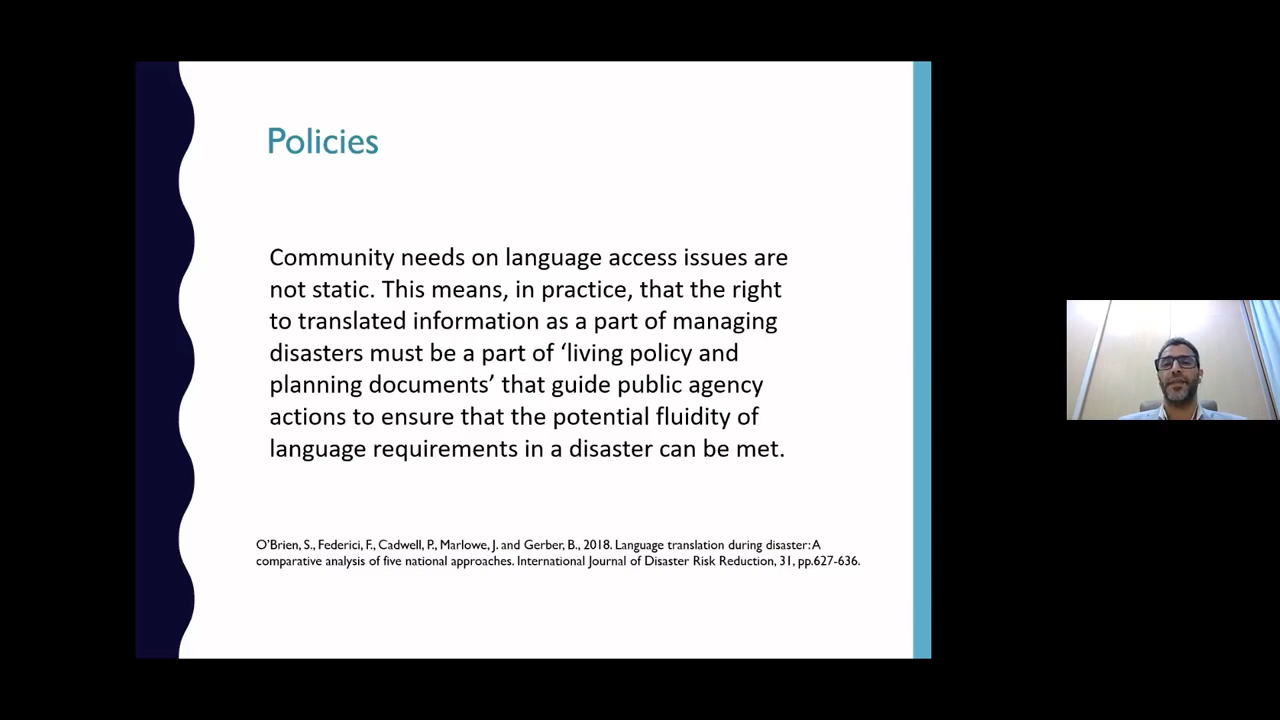 Policies
Community needs on language access issues are
not static. This means, in practice, that the right
to translated information as a part of managing
disasters must be a part of ‘living policy and
planning documents’ that guide public agency
actions to ensure that the potential fluidity of
language requirements in a disaster can be met.
O’Brien, S., Federici, F., Cadwell, P., Marlowe, J. and Gerber, B., 2018. Language translation during disaster: A
comparative analysis of five national approaches. International Journal of Disaster Risk Reduction, 31, pp.627-636.